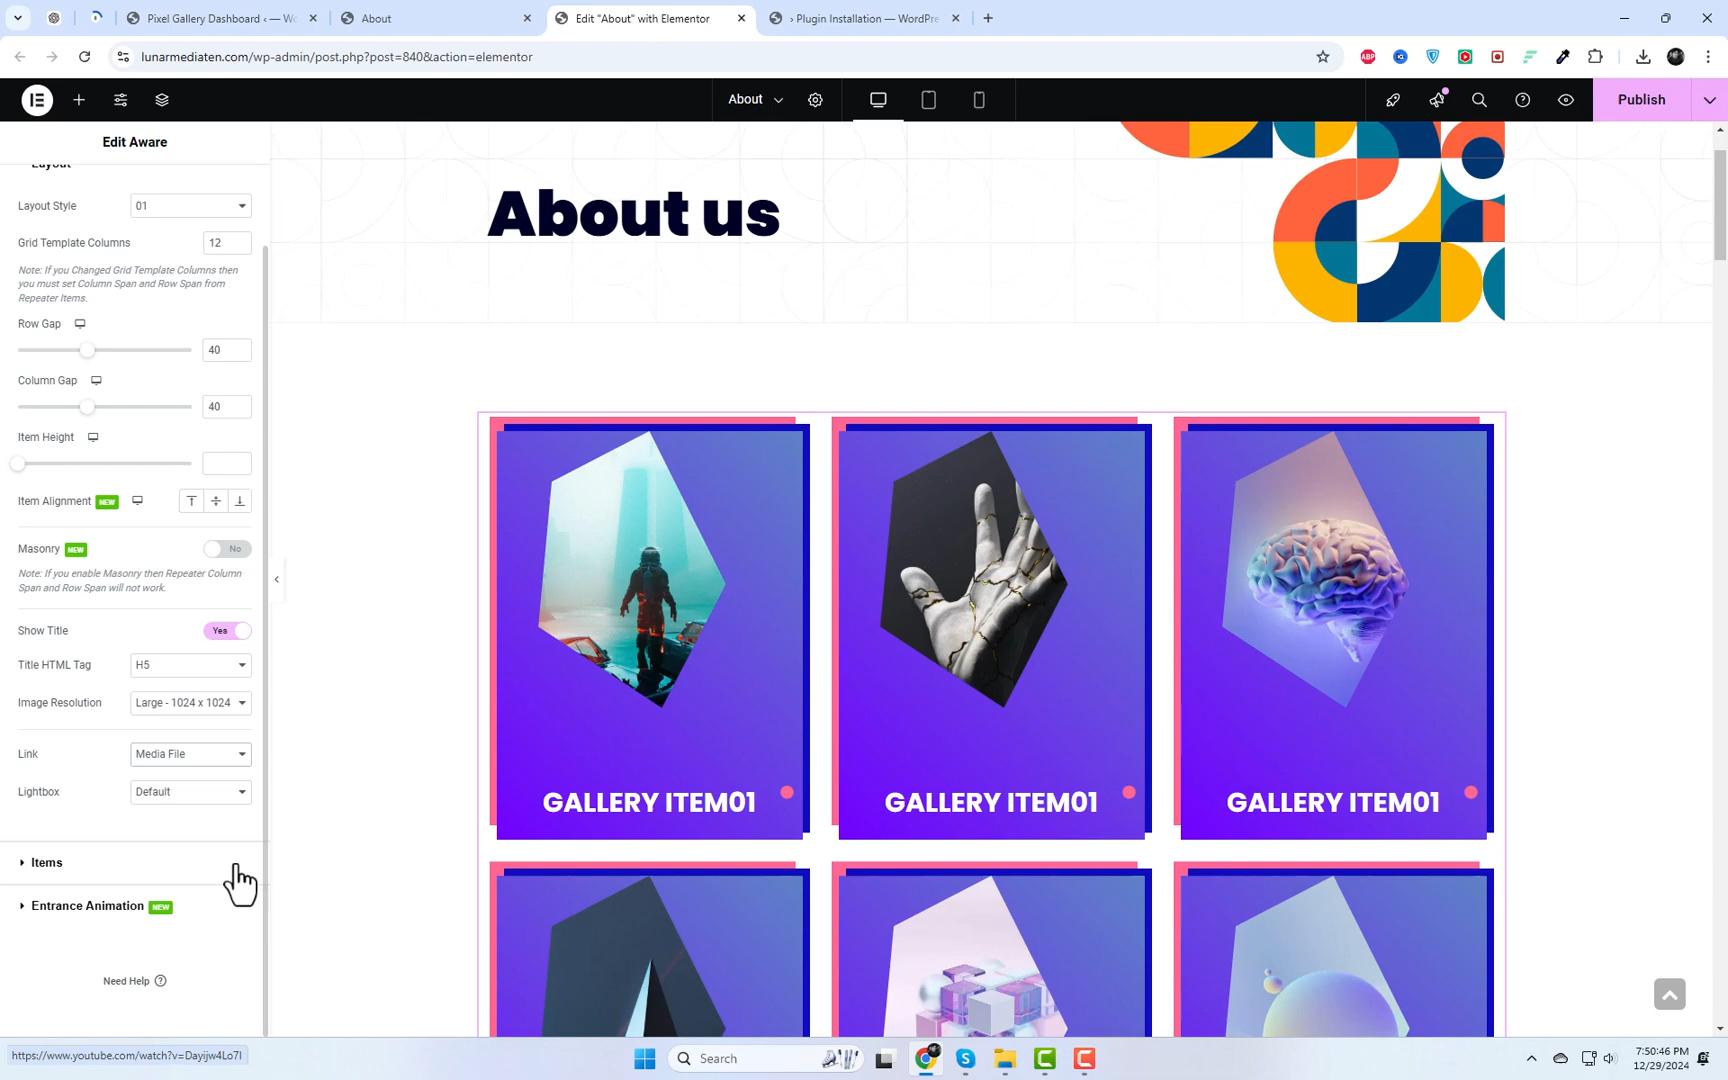 Pixel Gallery Dashboard ‹ — Wo
About
Edit "About" with Elementor
› Plugin Installation — WordPre
lunarmediaten.com/wp-admin/post.php?post=840&action=elementor
ABP
About
Publish
Edit Aware
Layout
Layout Style
01
Grid Template Columns
12
Note: If you Changed Grid Template Columns then
you must set Column Span and Row Span from
Repeater Items.
Row Gap
40
Column Gap
40
Item Height
Item Alignment NEW
Masonry NEW
No
Note: If you enable Masonry then Repeater Column
Span and Row Span will not work.
Show Title
Yes
Title HTML Tag
H5
Image Resolution
Large - 1024 x 1024
Link
Media File
Lightbox
Default
Items
Entrance Animation NEW
Need Help
About us
GALLERY ITEM01
GALLERY ITEM01
GALLERY ITEM01
https://www.youtube.com/watch?v=Dayijw4Lo7I
Search
7:50:46 PM
12/29/2024